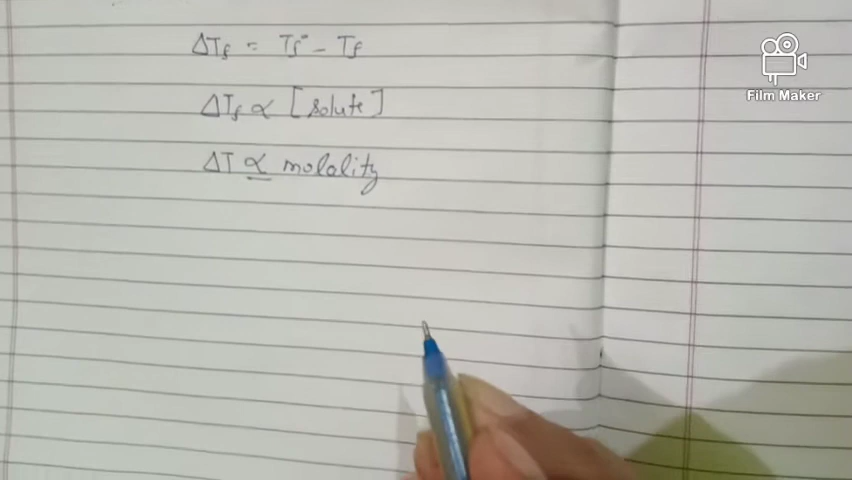 ΔTf = Tf° - Tf
ΔTf ∝ [solute]
ΔT ∝ molality
Film Maker